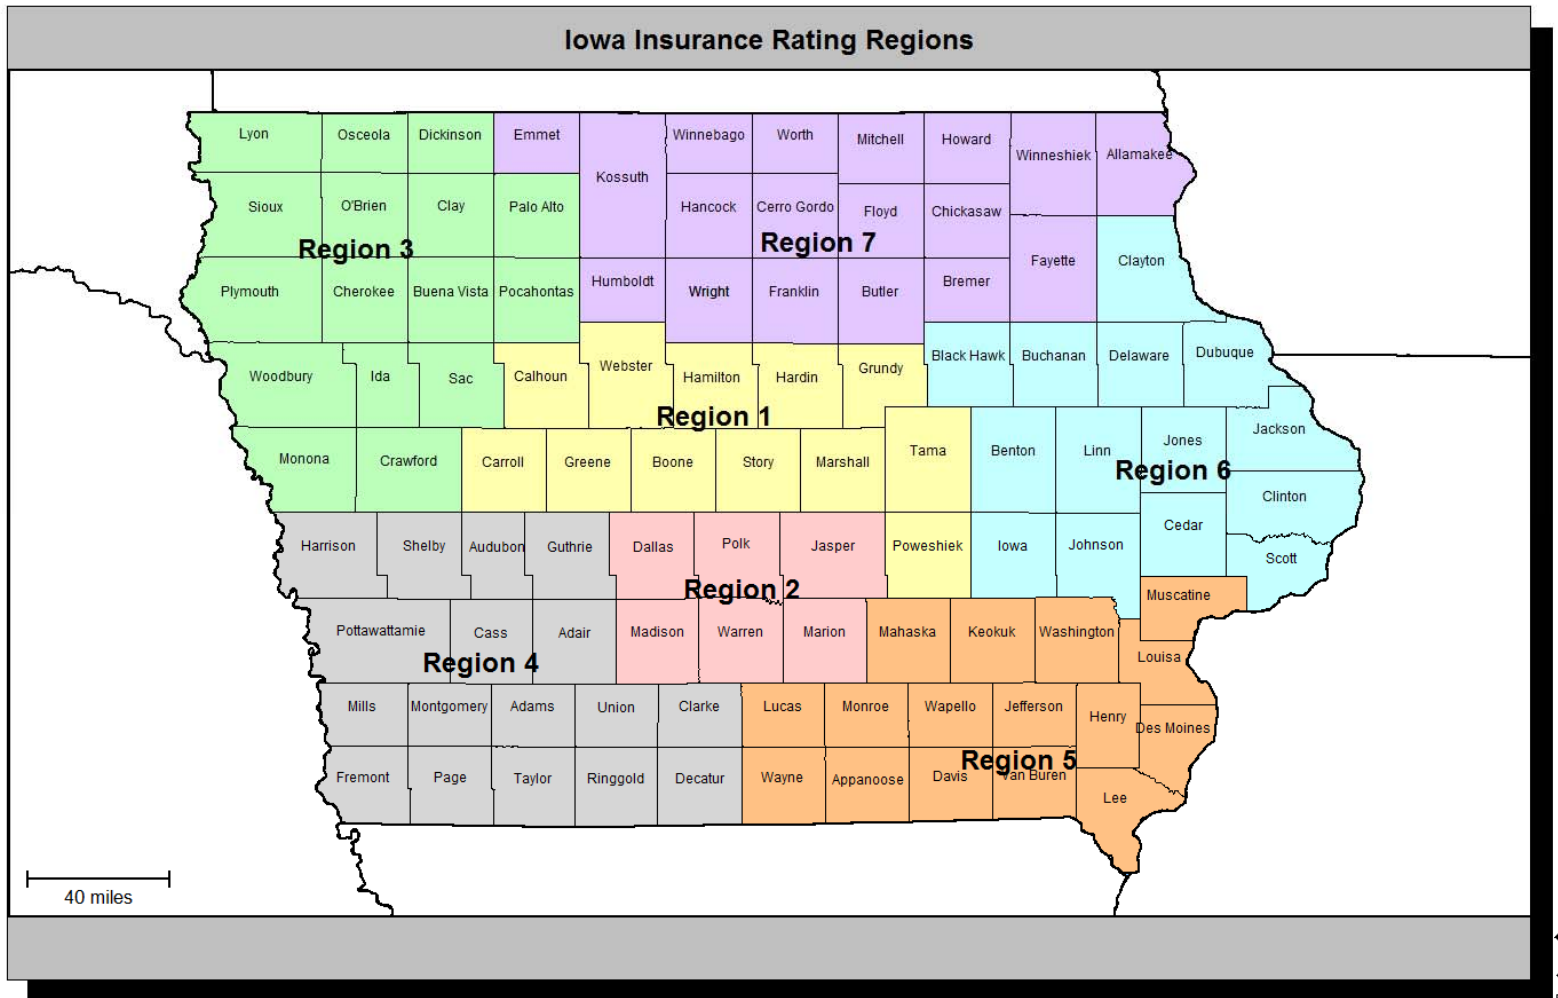 Iowa Insurance Rating Regions
Lyon
Osceola
Dickinson
Emmet
Kossuth
Winnebago
Worth
Mitchell
Howard
Winneshiek
Allamakee
Sioux
O'Brien
Clay
Palo Alto
Hancock
Cerro Gordo
Floyd
Chickasaw
Region 3
Region 7
Fayette
Clayton
Plymouth
Cherokee
Buena Vista
Pocahontas
Humboldt
Wright
Franklin
Butler
Bremer
Woodbury
Ida
Sac
Calhoun
Webster
Hamilton
Hardin
Grundy
Black Hawk
Buchanan
Delaware
Dubuque
Region 1
Monona
Crawford
Carroll
Greene
Boone
Story
Marshall
Tama
Benton
Linn
Jones
Jackson
Region 6
Clinton
Harrison
Shelby
Audubon
Guthrie
Dallas
Polk
Jasper
Poweshiek
Iowa
Johnson
Cedar
Scott
Region 2
Muscatine
Pottawattamie
Cass
Adair
Madison
Warren
Marion
Mahaska
Keokuk
Washington
Louisa
Region 4
Mills
Montgomery
Adams
Union
Clarke
Lucas
Monroe
Wapello
Jefferson
Henry
Des Moines
Region 5
Fremont
Page
Taylor
Ringgold
Decatur
Wayne
Appanoose
Davis
Van Buren
Lee
40 miles